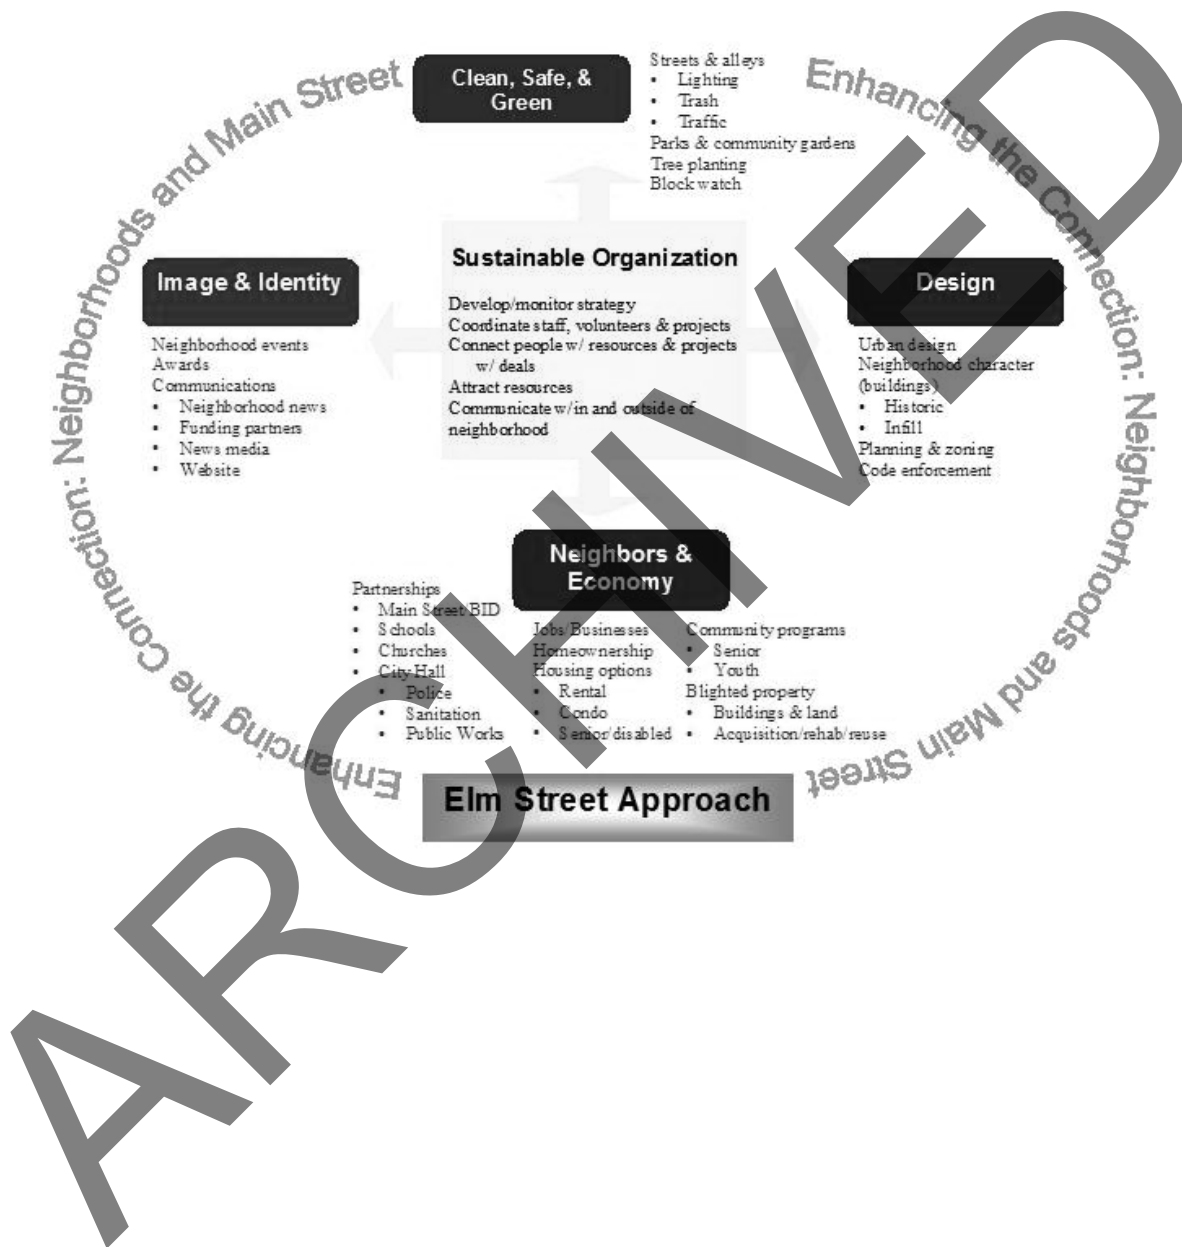 Enhancing the Connection: Neighborhoods and Main Street
Clean, Safe, &
Green
Streets & alleys
• Lighting
• Trash
• Traffic
Parks & community gardens
Tree planting
Block watch
Enhancing the Connection: Neighborhoods and Main Street
Image & Identity
Neighborhood events
Awards
Communications
• Neighborhood news
• Funding partners
• News media
• Website
Sustainable Organization
Develop/monitor strategy
Coordinate staff, volunteers & projects
Connect people w/ resources & projects
w/ deals
Attract resources
Communicate w/in and outside of
neighborhood
Design
Urban design
Neighborhood character
(buildings)
• Historic
• Infill
Planning & zoning
Code enforcement
Neighbors &
Economy
Partnerships
• Main Street BID
• Schools
• Churches
• City Hall
• Police
• Sanitation
• Public Works
Jobs/Businesses
Homeownership
Housing options
• Rental
• Condo
• Senior/disabled
Community programs
• Senior
• Youth
Blighted property
• Buildings & land
• Acquisition/rehab/reuse
Elm Street Approach
ARCHIVED